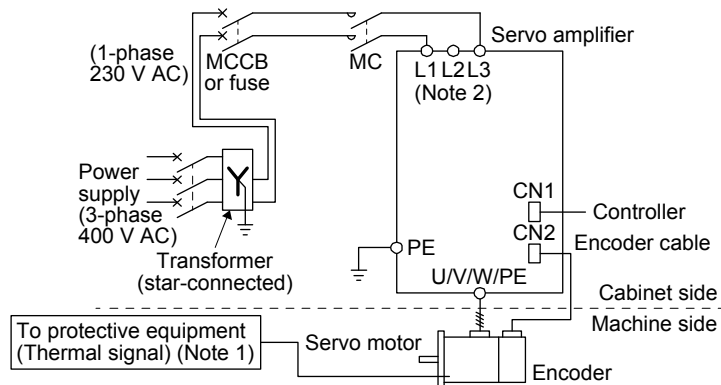 (1-phase
230 V AC)
MCCB
or fuse
MC
Servo amplifier
L1 L2 L3
(Note 2)
Power
supply
(3-phase
400 V AC)
Transformer
(star-connected)
CN1
Controller
CN2
Encoder cable
PE
U/V/W/PE
Cabinet side
Machine side
To protective equipment
(Thermal signal) (Note 1)
Servo motor
Encoder